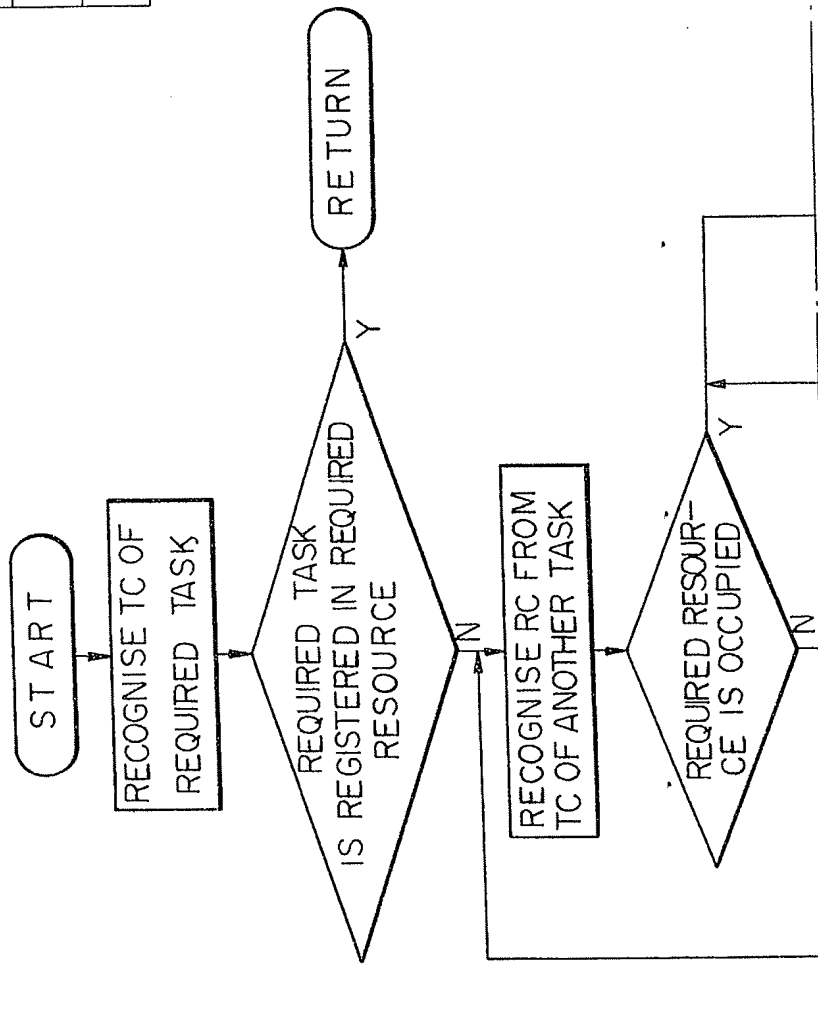 START
RECOGNISE TC OF
REQUIRED TASK
REQUIRED TASK
IS REGISTERED IN REQUIRED
RESOURCE
Y
RETURN
N
RECOGNISE RC FROM
TC OF ANOTHER TASK
REQUIRED RESOUR-
CE IS OCCUPIED
Y
N